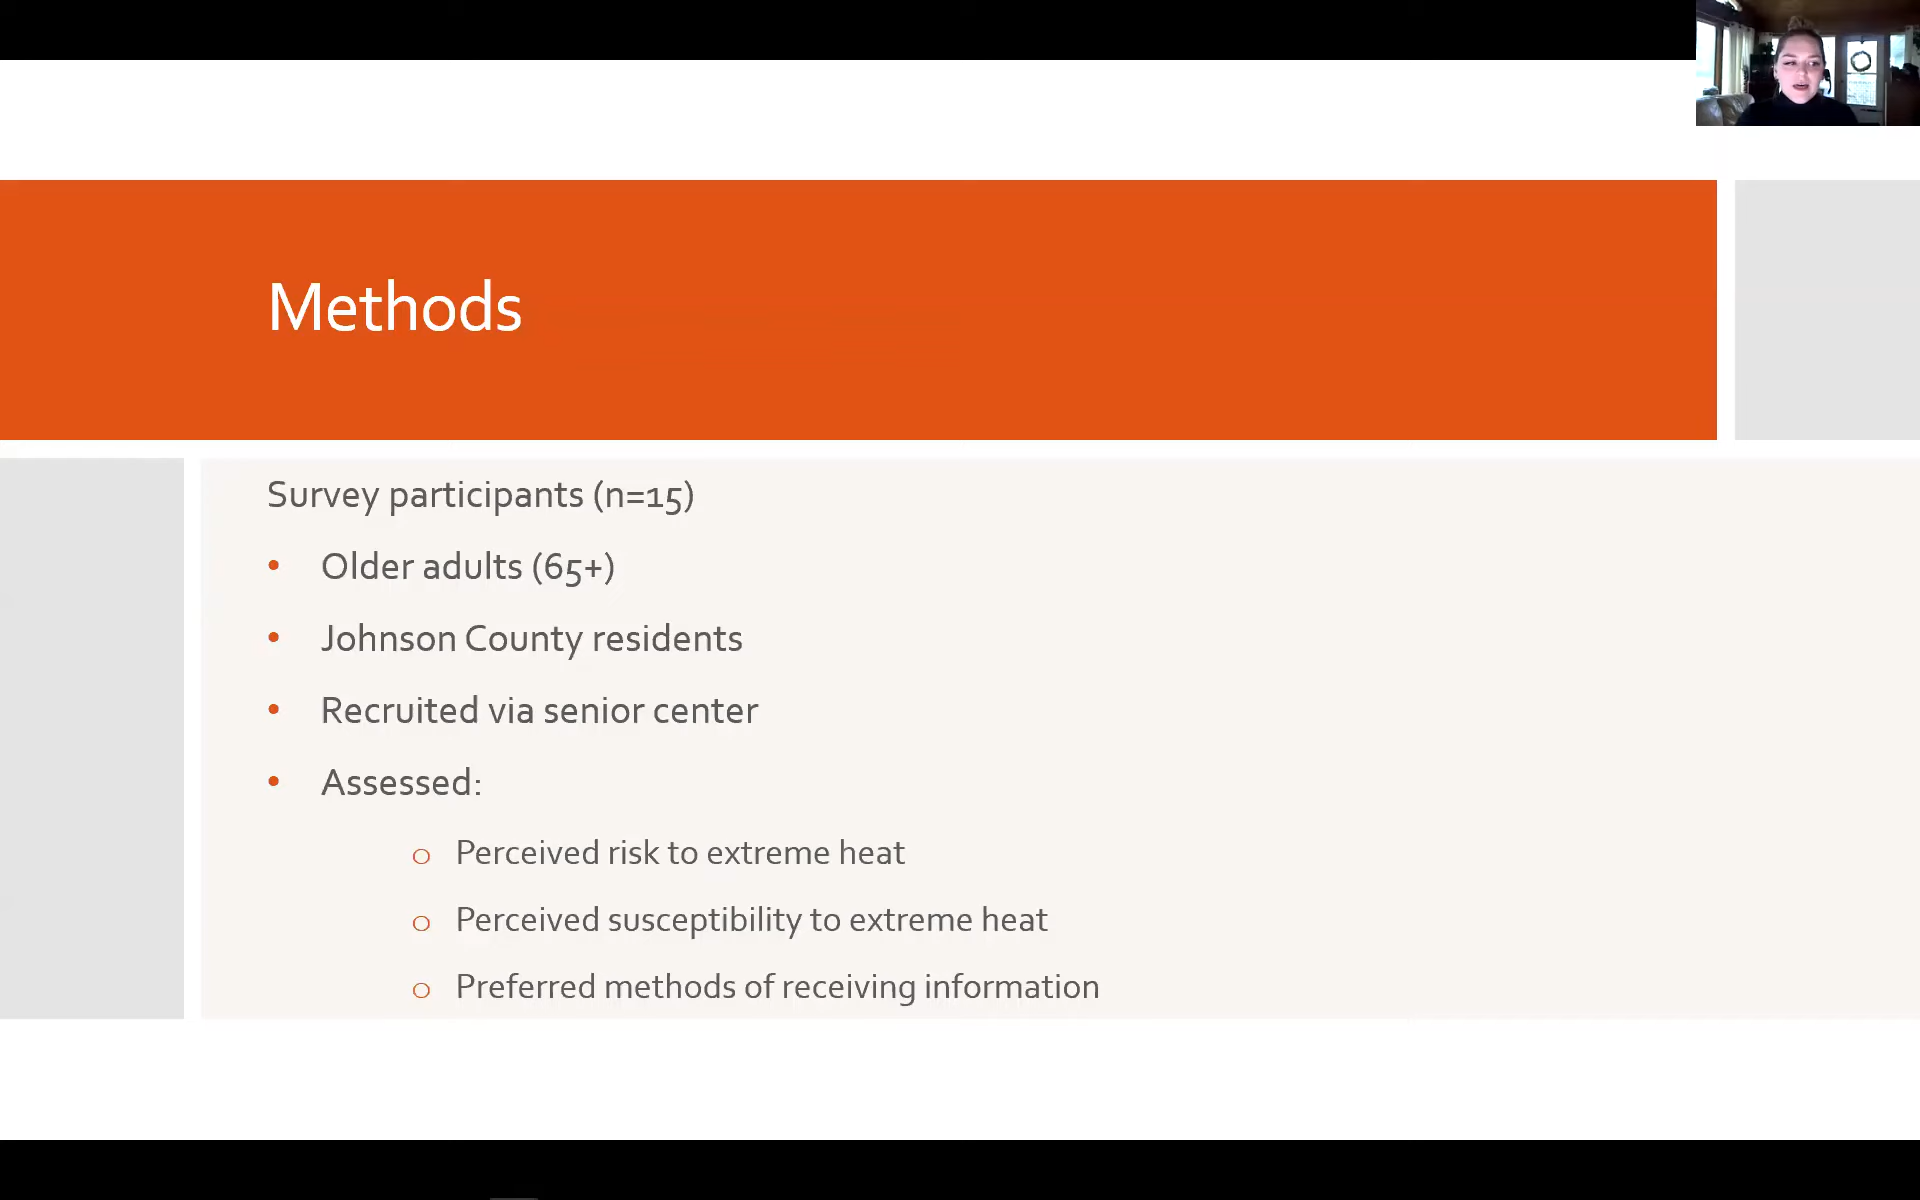 Methods
Survey participants (n=15)
• Older adults (65+)
• Johnson County residents
• Recruited via senior center
• Assessed:
o Perceived risk to extreme heat
o Perceived susceptibility to extreme heat
o Preferred methods of receiving information